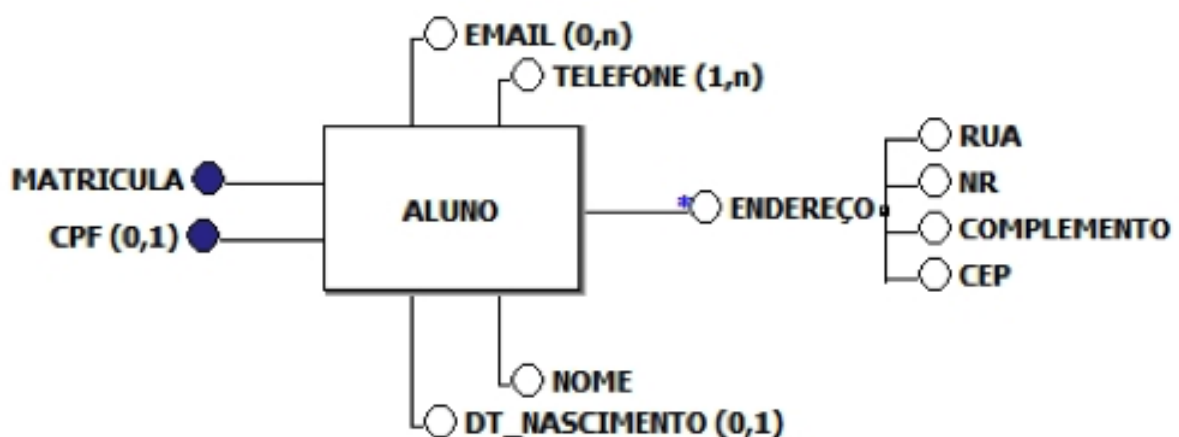 EMAIL (0,n)
TELEFONE (1,n)
MATRICULA
CPF (0,1)
ALUNO
* ENDEREÇO
RUA
NR
COMPLEMENTO
CEP
NOME
DT_NASCIMENTO (0,1)